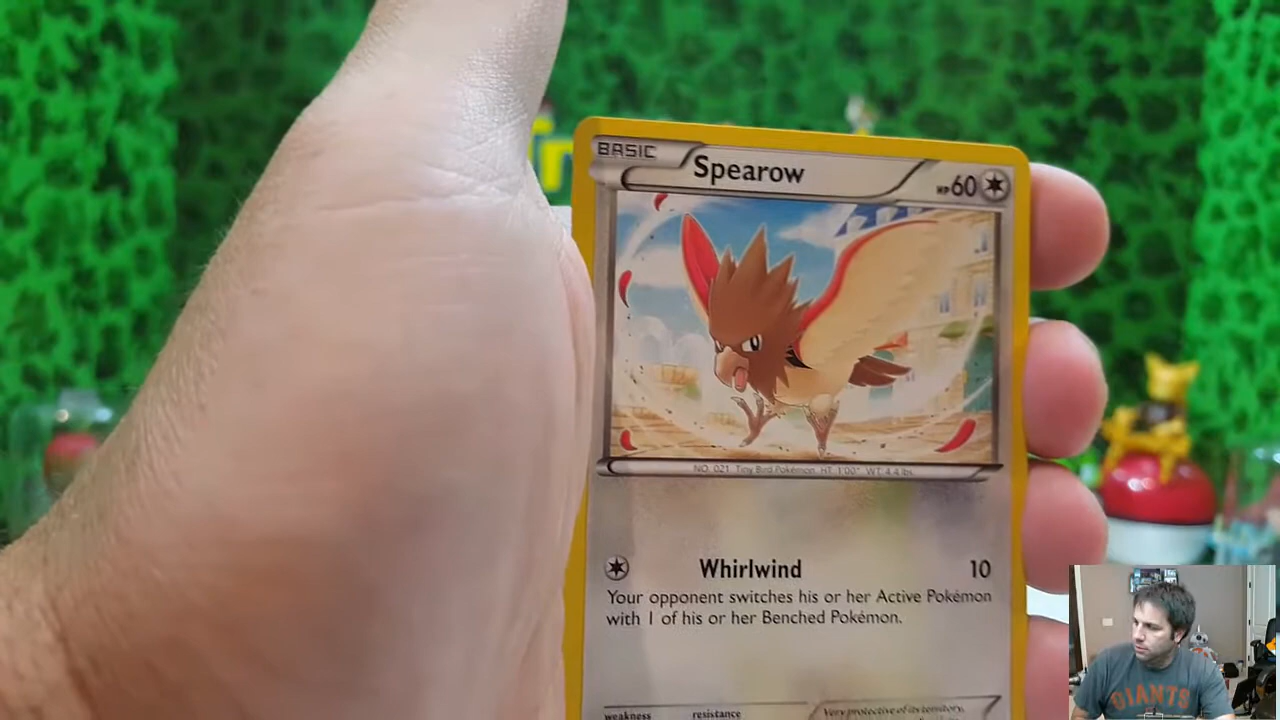 BASIC
Spearow
HP60
NO. 021 Tiny Bird Pokémon. HT: 1'00" WT: 4.4 lbs.
Whirlwind 10
Your opponent switches his or her Active Pokémon
with 1 of his or her Benched Pokémon.
weakness resistance
Very protective of its territory,
GIANTS